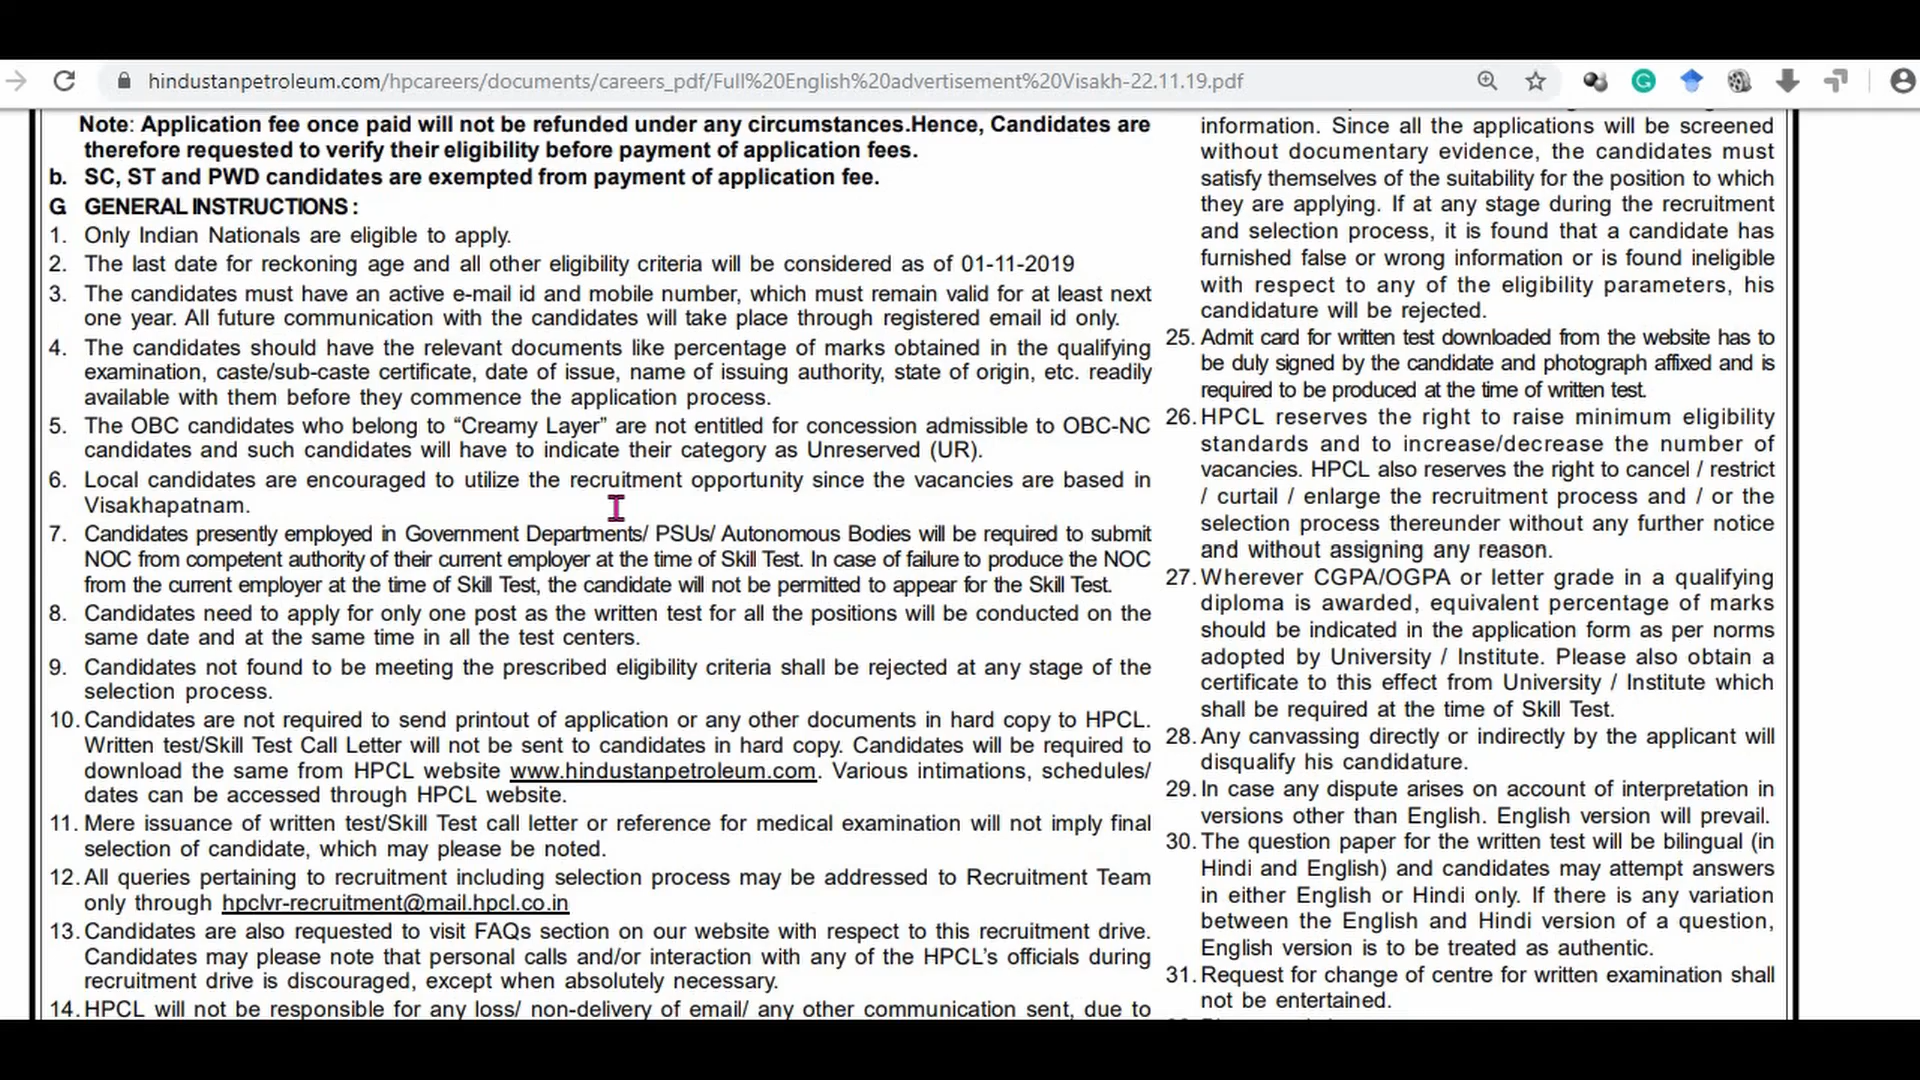 hindustanpetroleum.com/hpcareers/documents/careers_pdf/Full%20English%20advertisement%20Visakh-22.11.19.pdf
Note: Application fee once paid will not be refunded under any circumstances.Hence, Candidates are
therefore requested to verify their eligibility before payment of application fees.
b. SC, ST and PWD candidates are exempted from payment of application fee.
G. GENERAL INSTRUCTIONS :
1. Only Indian Nationals are eligible to apply.
2. The last date for reckoning age and all other eligibility criteria will be considered as of 01-11-2019
3. The candidates must have an active e-mail id and mobile number, which must remain valid for at least next
one year. All future communication with the candidates will take place through registered email id only.
4. The candidates should have the relevant documents like percentage of marks obtained in the qualifying
examination, caste/sub-caste certificate, date of issue, name of issuing authority, state of origin, etc. readily
available with them before they commence the application process.
5. The OBC candidates who belong to “Creamy Layer” are not entitled for concession admissible to OBC-NC
candidates and such candidates will have to indicate their category as Unreserved (UR).
6. Local candidates are encouraged to utilize the recruitment opportunity since the vacancies are based in
Visakhapatnam.
7. Candidates presently employed in Government Departments/ PSUs/ Autonomous Bodies will be required to submit
NOC from competent authority of their current employer at the time of Skill Test. In case of failure to produce the NOC
from the current employer at the time of Skill Test, the candidate will not be permitted to appear for the Skill Test.
8. Candidates need to apply for only one post as the written test for all the positions will be conducted on the
same date and at the same time in all the test centers.
9. Candidates not found to be meeting the prescribed eligibility criteria shall be rejected at any stage of the
selection process.
10. Candidates are not required to send printout of application or any other documents in hard copy to HPCL.
Written test/Skill Test Call Letter will not be sent to candidates in hard copy. Candidates will be required to
download the same from HPCL website www.hindustanpetroleum.com. Various intimations, schedules/
dates can be accessed through HPCL website.
11. Mere issuance of written test/Skill Test call letter or reference for medical examination will not imply final
selection of candidate, which may please be noted.
12. All queries pertaining to recruitment including selection process may be addressed to Recruitment Team
only through hpclvr-recruitment@mail.hpcl.co.in
13. Candidates are also requested to visit FAQs section on our website with respect to this recruitment drive.
Candidates may please note that personal calls and/or interaction with any of the HPCL’s officials during
recruitment drive is discouraged, except when absolutely necessary.
14. HPCL will not be responsible for any loss/ non-delivery of email/ any other communication sent, due to
information. Since all the applications will be screened
without documentary evidence, the candidates must
satisfy themselves of the suitability for the position to which
they are applying. If at any stage during the recruitment
and selection process, it is found that a candidate has
furnished false or wrong information or is found ineligible
with respect to any of the eligibility parameters, his
candidature will be rejected.
25. Admit card for written test downloaded from the website has to
be duly signed by the candidate and photograph affixed and is
required to be produced at the time of written test.
26. HPCL reserves the right to raise minimum eligibility
standards and to increase/decrease the number of
vacancies. HPCL also reserves the right to cancel / restrict
/ curtail / enlarge the recruitment process and / or the
selection process thereunder without any further notice
and without assigning any reason.
27. Wherever CGPA/OGPA or letter grade in a qualifying
diploma is awarded, equivalent percentage of marks
should be indicated in the application form as per norms
adopted by University / Institute. Please also obtain a
certificate to this effect from University / Institute which
shall be required at the time of Skill Test.
28. Any canvassing directly or indirectly by the applicant will
disqualify his candidature.
29. In case any dispute arises on account of interpretation in
versions other than English. English version will prevail.
30. The question paper for the written test will be bilingual (in
Hindi and English) and candidates may attempt answers
in either English or Hindi only. If there is any variation
between the English and Hindi version of a question,
English version is to be treated as authentic.
31. Request for change of centre for written examination shall
not be entertained.